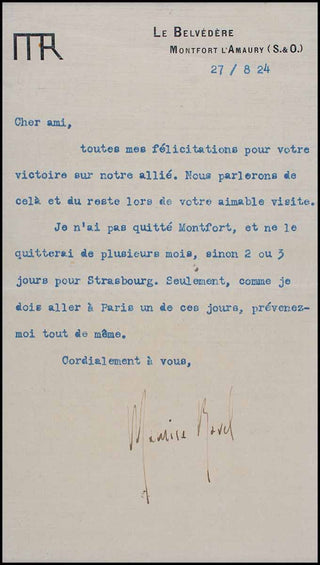 MR
LE BELVÉDÈRE
MONTFORT L'AMAURY (S.&O.)
27 / 8 24
Cher ami,
toutes mes félicitations pour votre
victoire sur notre allié. Nous parlerons de
celà et du reste lors de votre aimable visite.
Je n'ai pas quitté Montfort, et ne le
quitterai de plusieurs mois, sinon 2 ou 3
jours pour Strasbourg. Seulement, comme je
dois aller à Paris un de ces jours, prévenez-
moi tout de même.
Cordialement à vous,
Maurice Ravel